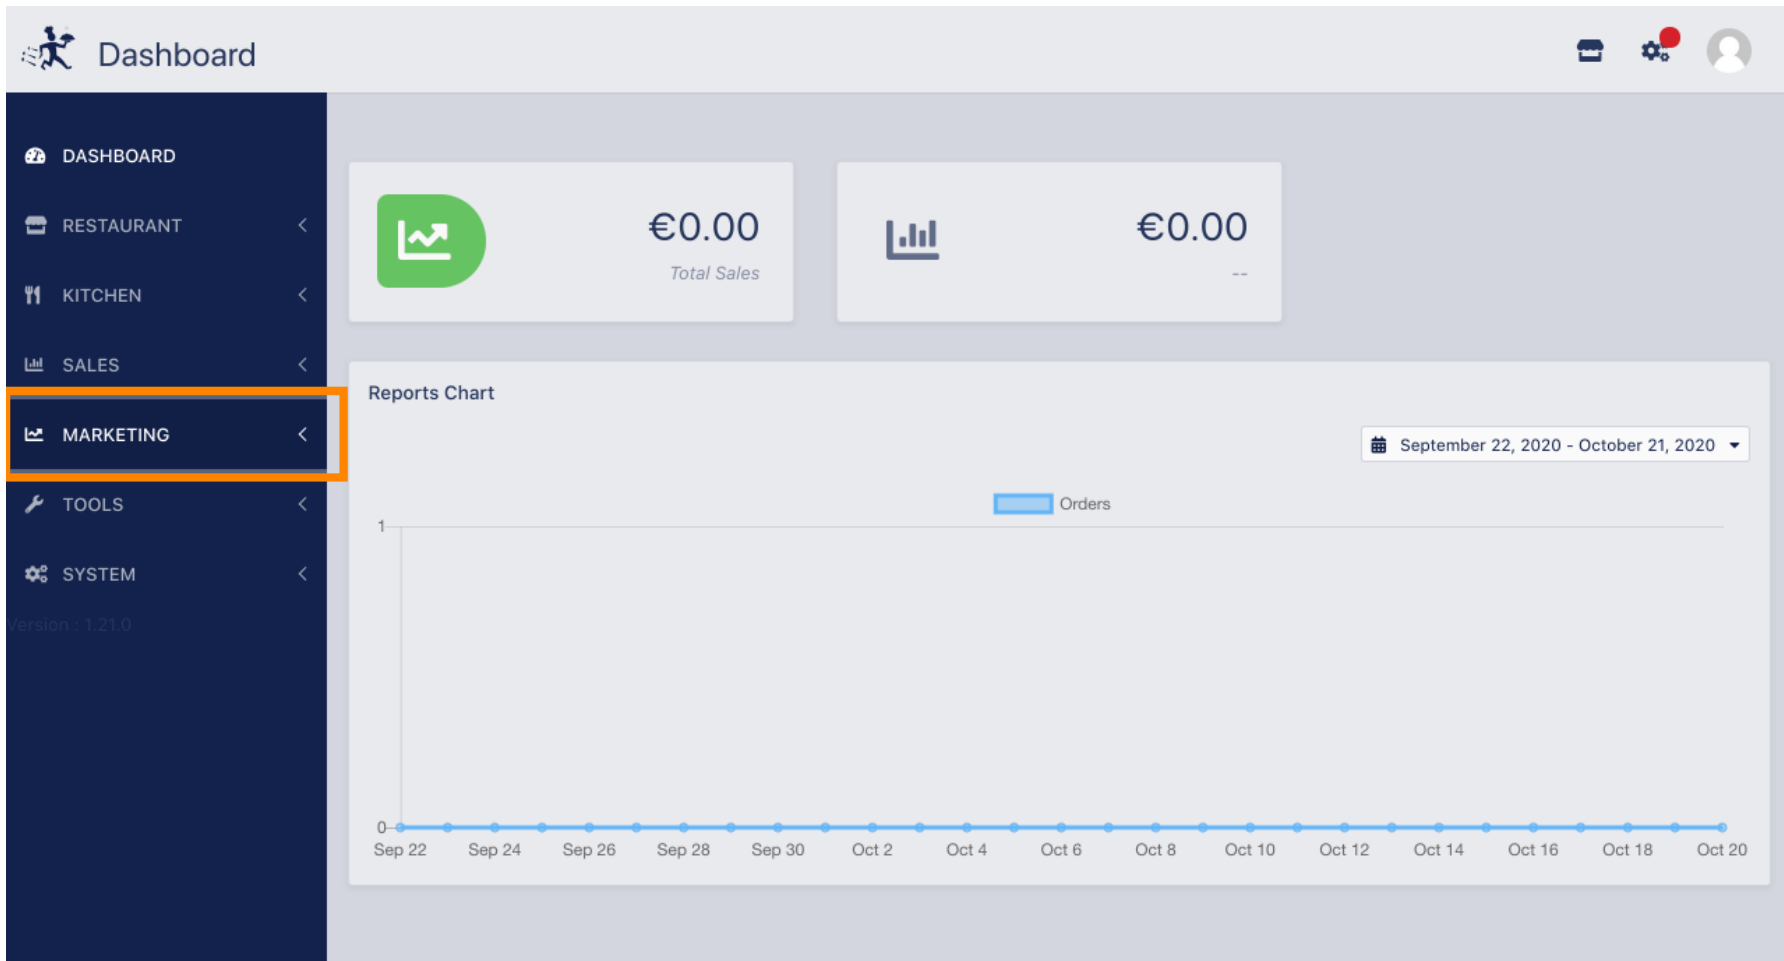 Dashboard
DASHBOARD
RESTAURANT
KITCHEN
SALES
MARKETING
TOOLS
SYSTEM
Version : 1.21.0
€0.00
Total Sales
€0.00
--
Reports Chart
September 22, 2020 - October 21, 2020
Orders
1
0
Sep 22 Sep 24 Sep 26 Sep 28 Sep 30 Oct 2 Oct 4 Oct 6 Oct 8 Oct 10 Oct 12 Oct 14 Oct 16 Oct 18 Oct 20